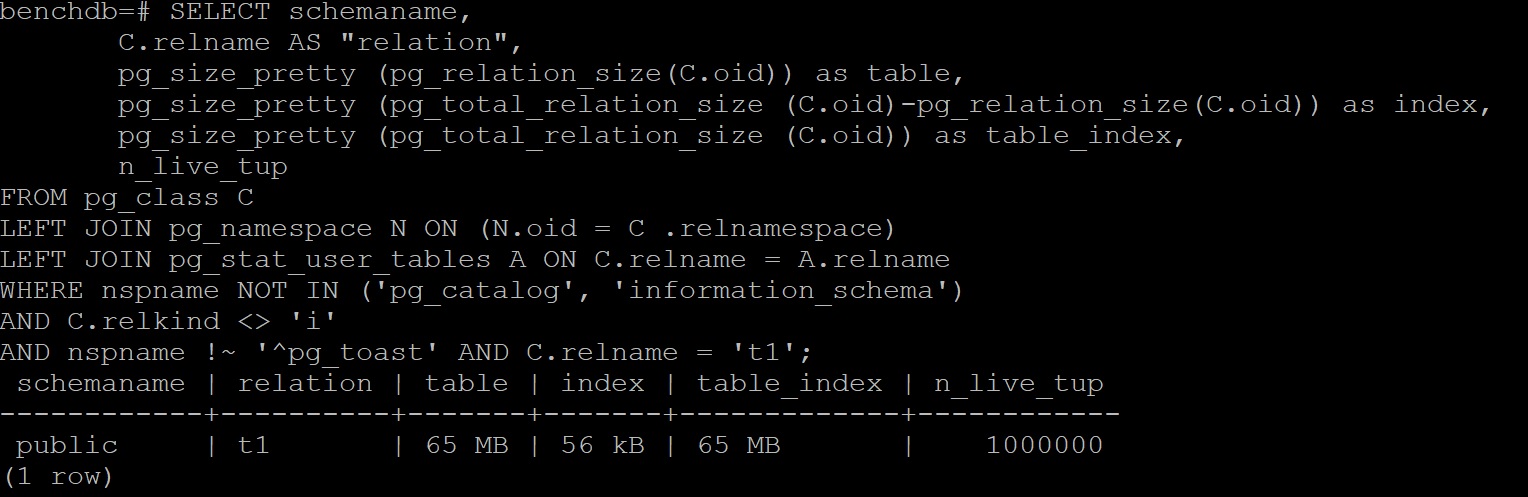 benchdb=# SELECT schemaname,
       C.relname AS "relation",
       pg_size_pretty (pg_relation_size(C.oid)) as table,
       pg_size_pretty (pg_total_relation_size (C.oid)-pg_relation_size(C.oid)) as index,
       pg_size_pretty (pg_total_relation_size (C.oid)) as table_index,
       n_live_tup
FROM pg_class C
LEFT JOIN pg_namespace N ON (N.oid = C .relnamespace)
LEFT JOIN pg_stat_user_tables A ON C.relname = A.relname
WHERE nspname NOT IN ('pg_catalog', 'information_schema')
AND C.relkind <> 'i'
AND nspname !~ '^pg_toast' AND C.relname = 't1';
 schemaname | relation | table | index | table_index | n_live_tup
------------+----------+-------+-------+-------------+------------
 public     | t1       | 65 MB | 56 kB | 65 MB       |    1000000
(1 row)